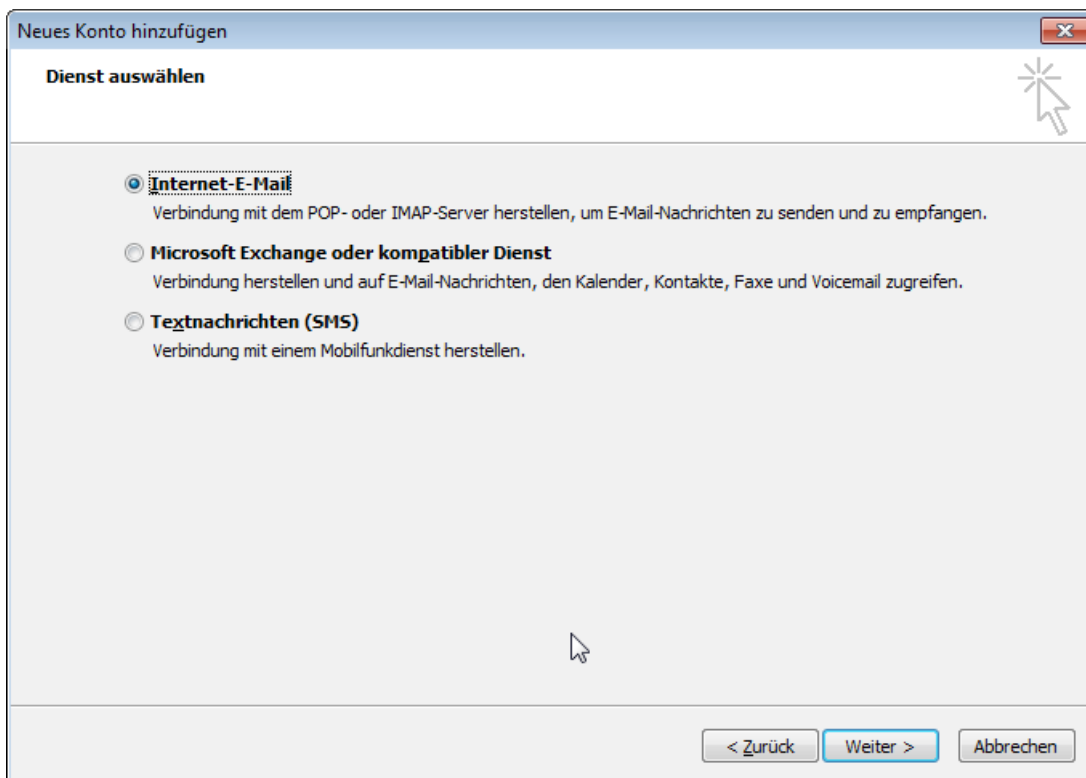 Neues Konto hinzufügen
Dienst auswählen
Internet-E-Mail
Verbindung mit dem POP- oder IMAP-Server herstellen, um E-Mail-Nachrichten zu senden und zu empfangen.
Microsoft Exchange oder kompatibler Dienst
Verbindung herstellen und auf E-Mail-Nachrichten, den Kalender, Kontakte, Faxe und Voicemail zugreifen.
Textnachrichten (SMS)
Verbindung mit einem Mobilfunkdienst herstellen.
< Zurück Weiter > Abbrechen